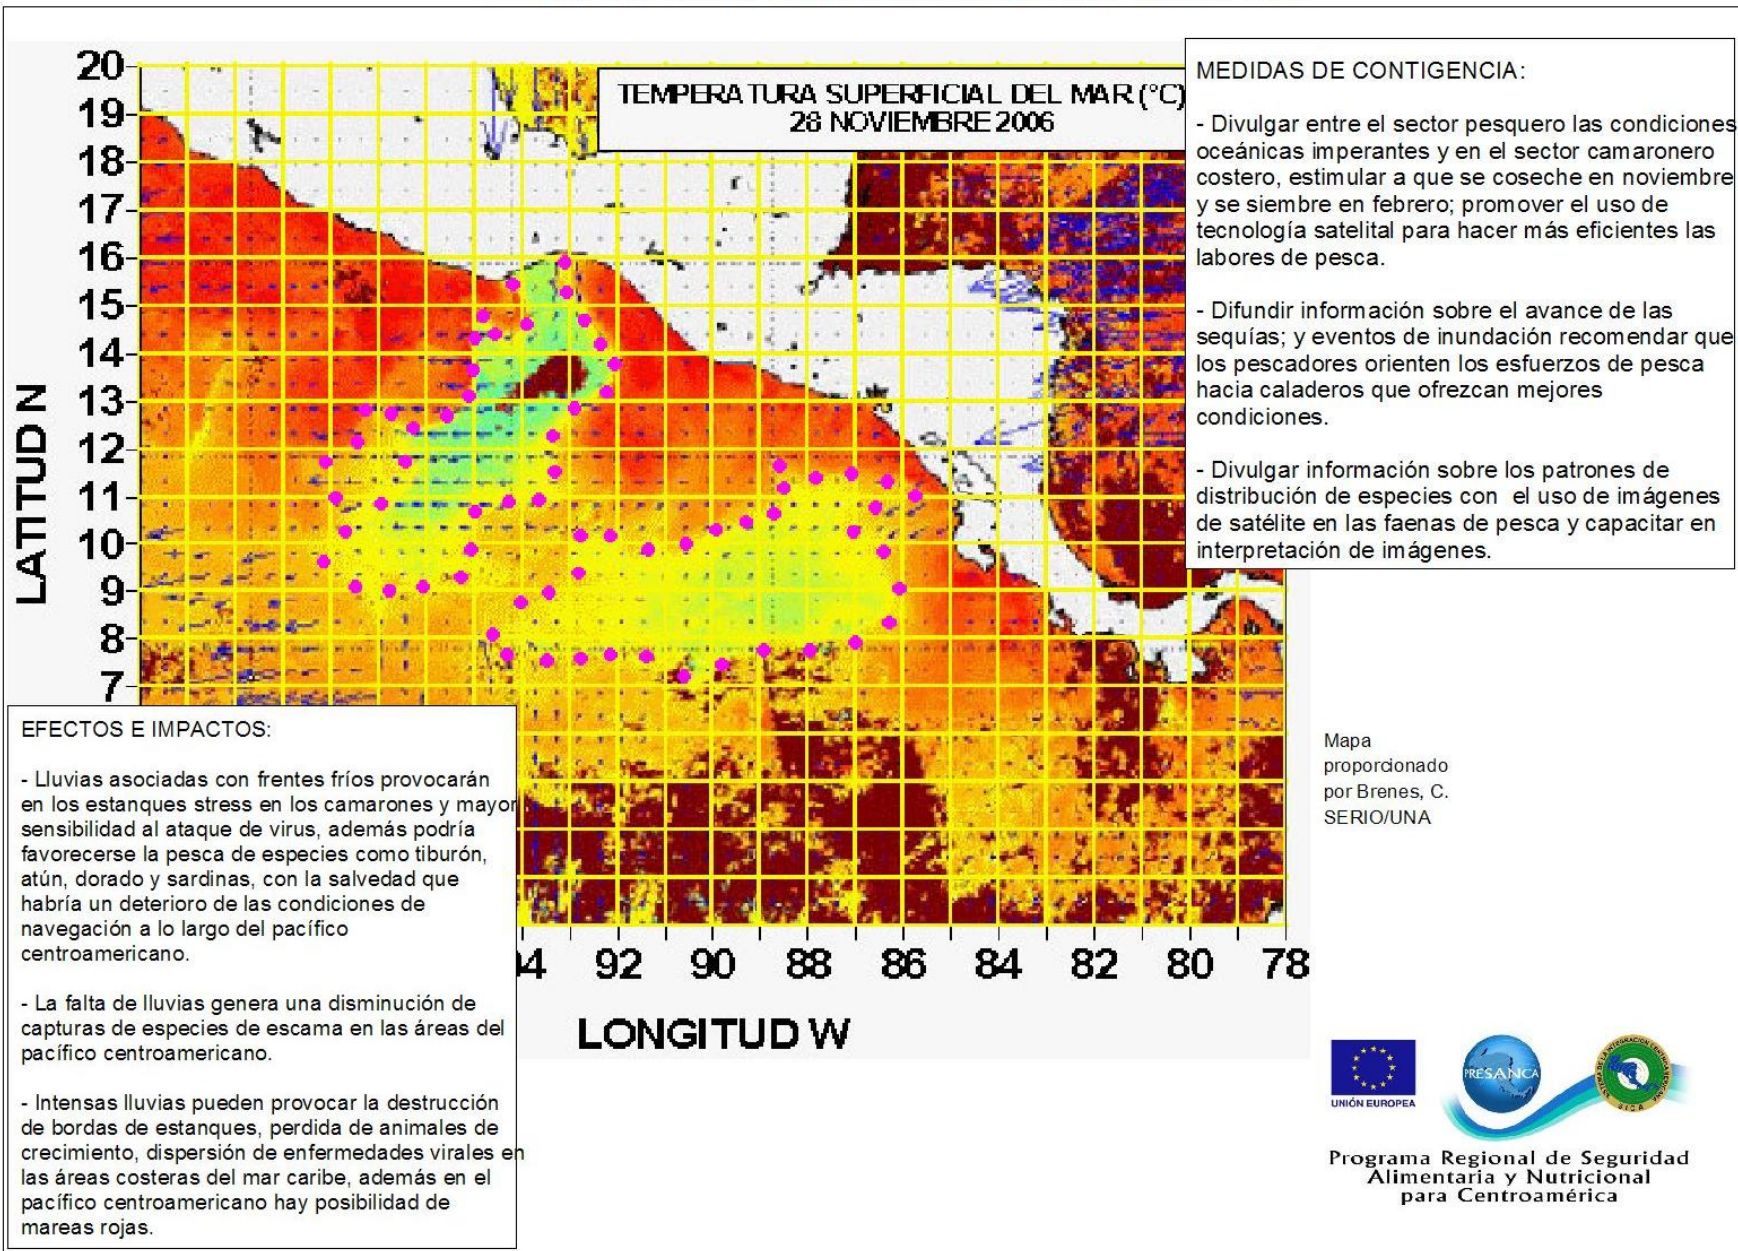 TEMPERATURA SUPERFICIAL DEL MAR (°C)
28 NOVIEMBRE 2006
20
19
18
17
16
15
14
13
12
11
10
9
8
7
LATITUD N
MEDIDAS DE CONTIGENCIA:
- Divulgar entre el sector pesquero las condiciones
oceánicas imperantes y en el sector camaronero
costero, estimular a que se coseche en noviembre
y se siembre en febrero; promover el uso de
tecnología satelital para hacer más eficientes las
labores de pesca.
- Difundir información sobre el avance de las
sequías; y eventos de inundación recomendar que
los pescadores orienten los esfuerzos de pesca
hacia caladeros que ofrezcan mejores
condiciones.
- Divulgar información sobre los patrones de
distribución de especies con el uso de imágenes
de satélite en las faenas de pesca y capacitar en
interpretación de imágenes.
EFECTOS E IMPACTOS:
- Lluvias asociadas con frentes fríos provocarán
en los estanques stress en los camarones y mayor
sensibilidad al ataque de virus, además podría
favorecerse la pesca de especies como tiburón,
atún, dorado y sardinas, con la salvedad que
habría un deterioro de las condiciones de
navegación a lo largo del pacífico
centroamericano.
- La falta de lluvias genera una disminución de
capturas de especies de escama en las áreas del
pacífico centroamericano.
- Intensas lluvias pueden provocar la destrucción
de bordas de estanques, perdida de animales de
crecimiento, dispersión de enfermedades virales en
las áreas costeras del mar caribe, además en el
pacífico centroamericano hay posibilidad de
mareas rojas.
94 92 90 88 86 84 82 80 78
LONGITUD W
Mapa
proporcionado
por Brenes, C.
SERIO/UNA
UNIÓN EUROPEA
PRESANCA
SISTEMA DE LA INTEGRACION CENTROAMERICANA
SICA
Programa Regional de Seguridad
Alimentaria y Nutricional
para Centroamérica